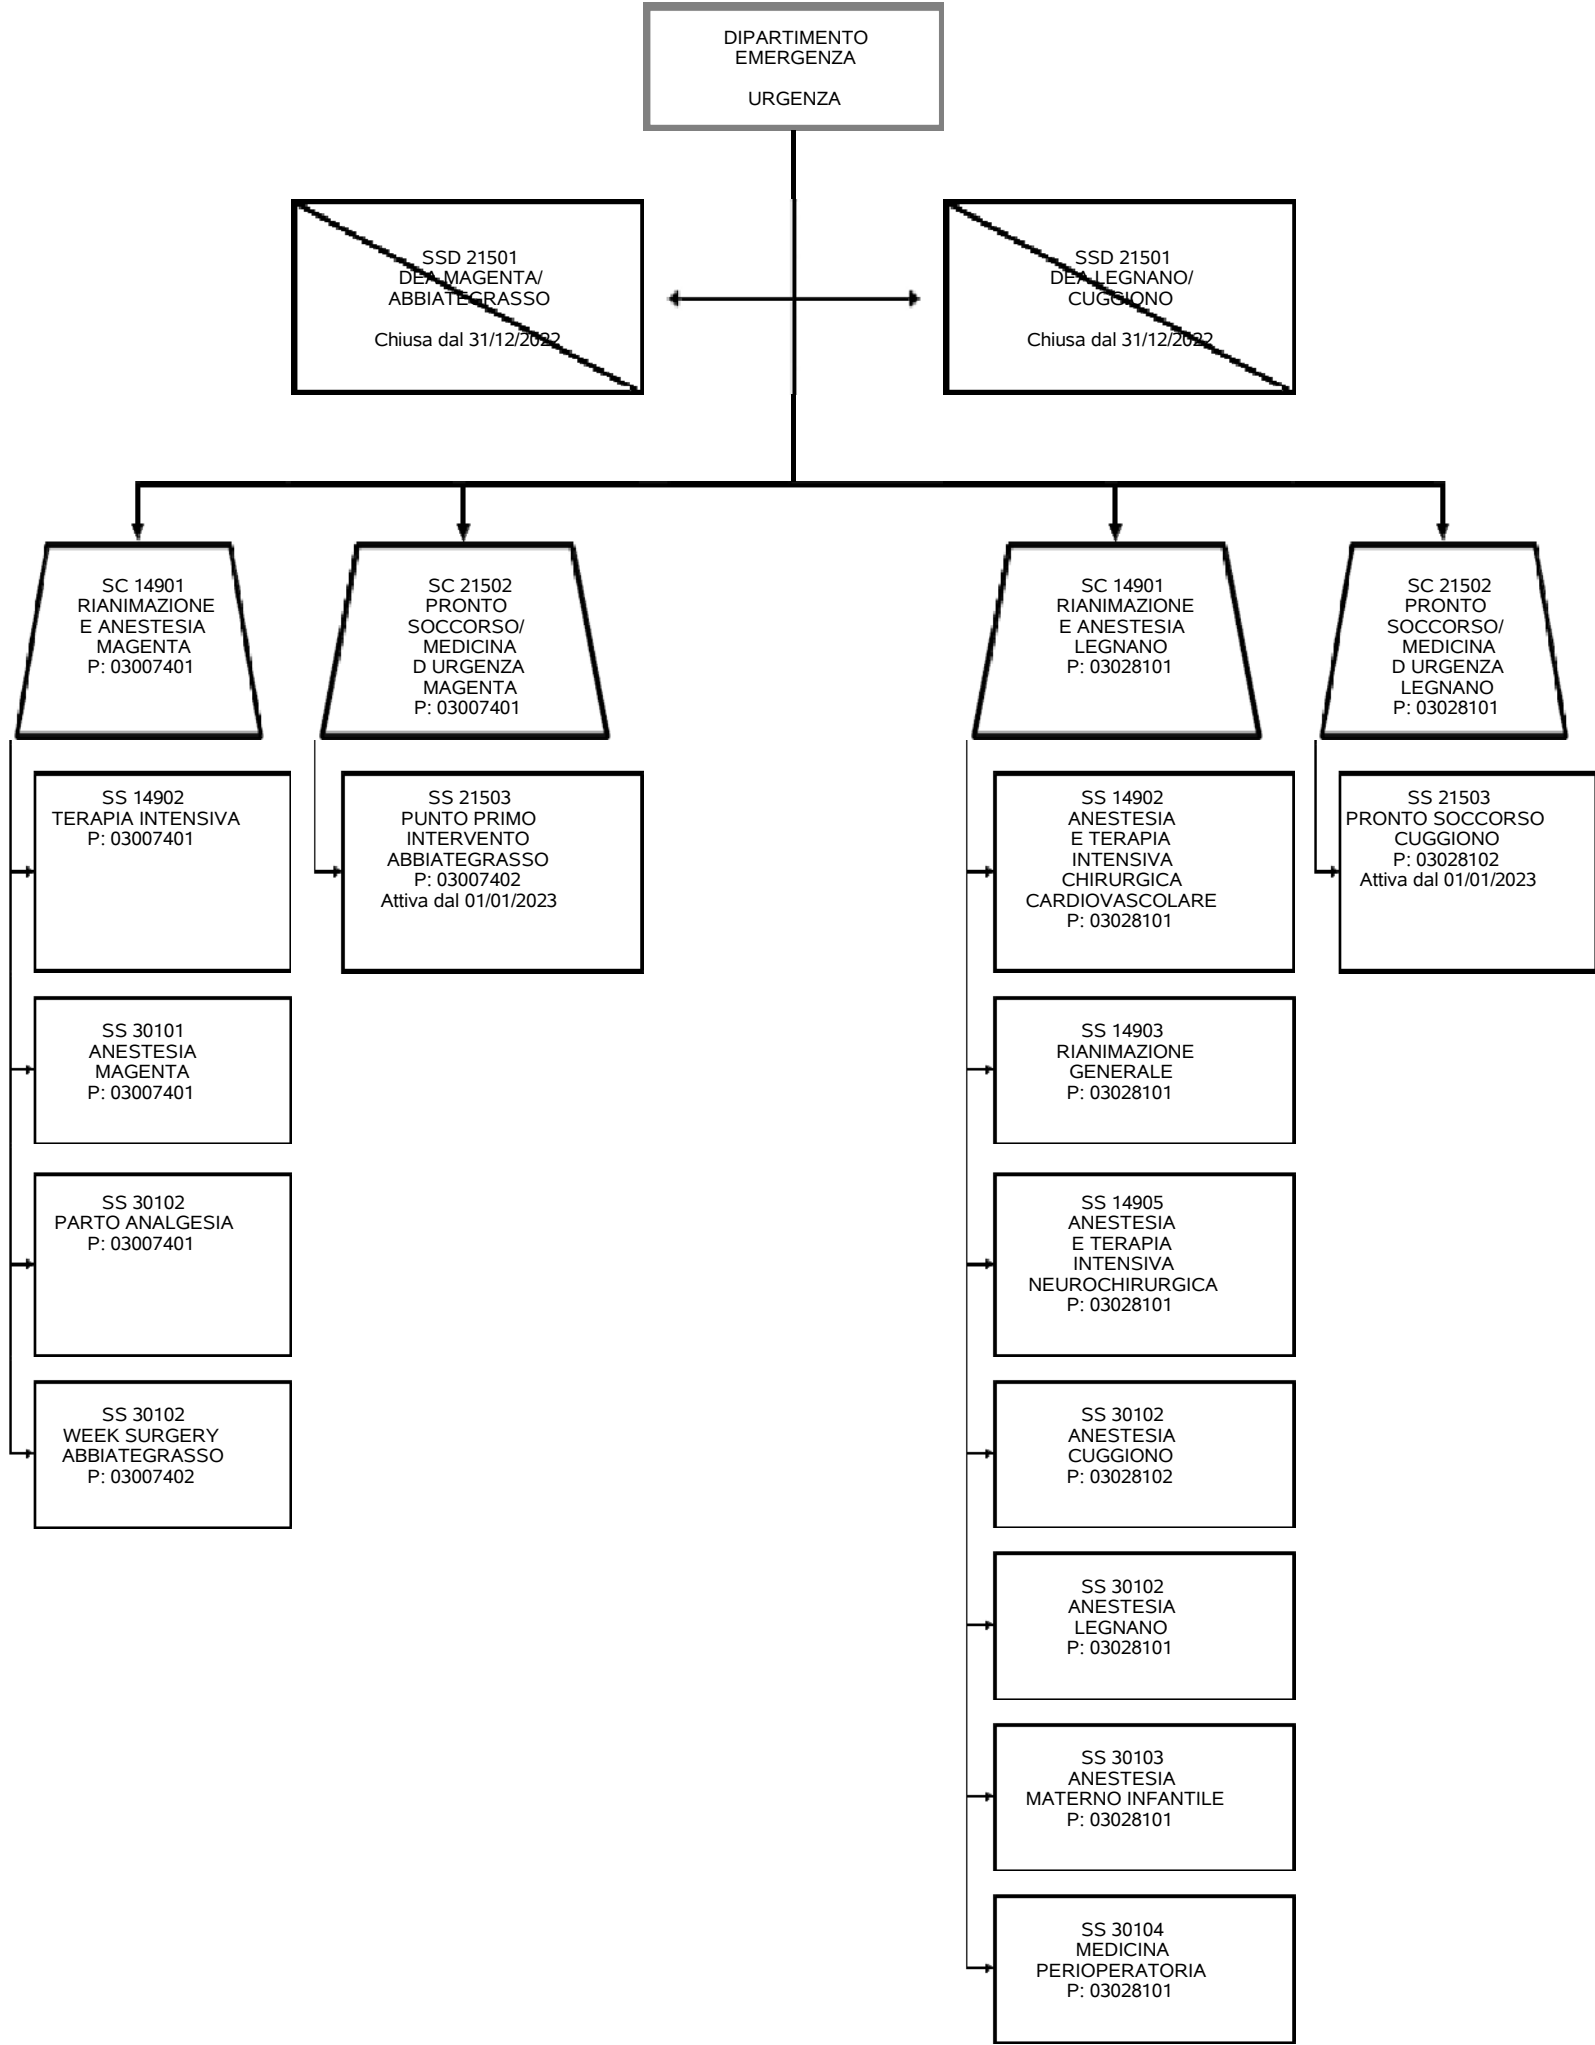 DIPARTIMENTO
EMERGENZA
URGENZA
SSD 21501
DEA MAGENTA/
ABBIATEGRASSO
Chiusa dal 31/12/2022
SSD 21501
DEA LEGNANO/
CUGGIONO
Chiusa dal 31/12/2022
SC 14901
RIANIMAZIONE
E ANESTESIA
MAGENTA
P: 03007401
SC 21502
PRONTO
SOCCORSO/
MEDICINA
D URGENZA
MAGENTA
P: 03007401
SC 14901
RIANIMAZIONE
E ANESTESIA
LEGNANO
P: 03028101
SC 21502
PRONTO
SOCCORSO/
MEDICINA
D URGENZA
LEGNANO
P: 03028101
SS 14902
TERAPIA INTENSIVA
P: 03007401
SS 21503
PUNTO PRIMO
INTERVENTO
ABBIATEGRASSO
P: 03007402
Attiva dal 01/01/2023
SS 14902
ANESTESIA
E TERAPIA
INTENSIVA
CHIRURGICA
CARDIOVASCOLARE
P: 03028101
SS 21503
PRONTO SOCCORSO
CUGGIONO
P: 03028102
Attiva dal 01/01/2023
SS 30101
ANESTESIA
MAGENTA
P: 03007401
SS 14903
RIANIMAZIONE
GENERALE
P: 03028101
SS 30102
PARTO ANALGESIA
P: 03007401
SS 14905
ANESTESIA
E TERAPIA
INTENSIVA
NEUROCHIRURGICA
P: 03028101
SS 30102
WEEK SURGERY
ABBIATEGRASSO
P: 03007402
SS 30102
ANESTESIA
CUGGIONO
P: 03028102
SS 30102
ANESTESIA
LEGNANO
P: 03028101
SS 30103
ANESTESIA
MATERNO INFANTILE
P: 03028101
SS 30104
MEDICINA
PERIOPERATORIA
P: 03028101